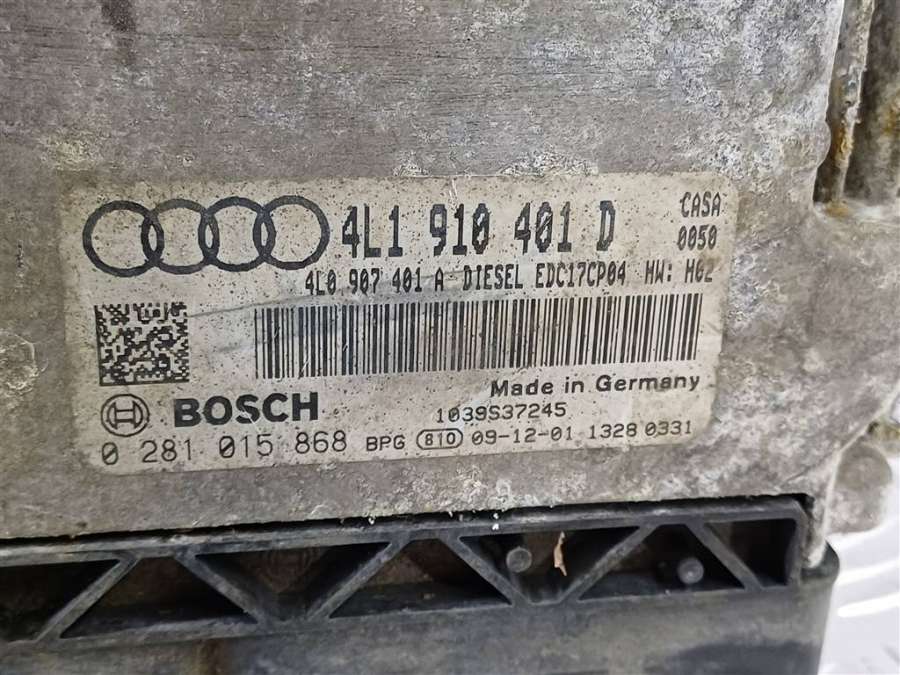 4L1 910 401 D
CASA
0050
4L0 907 401 A DIESEL EDC17CP04 HW: H02
Made in Germany
BOSCH
1039S37245
0 281 015 868 BPG 810 09-12-01 1328 0331